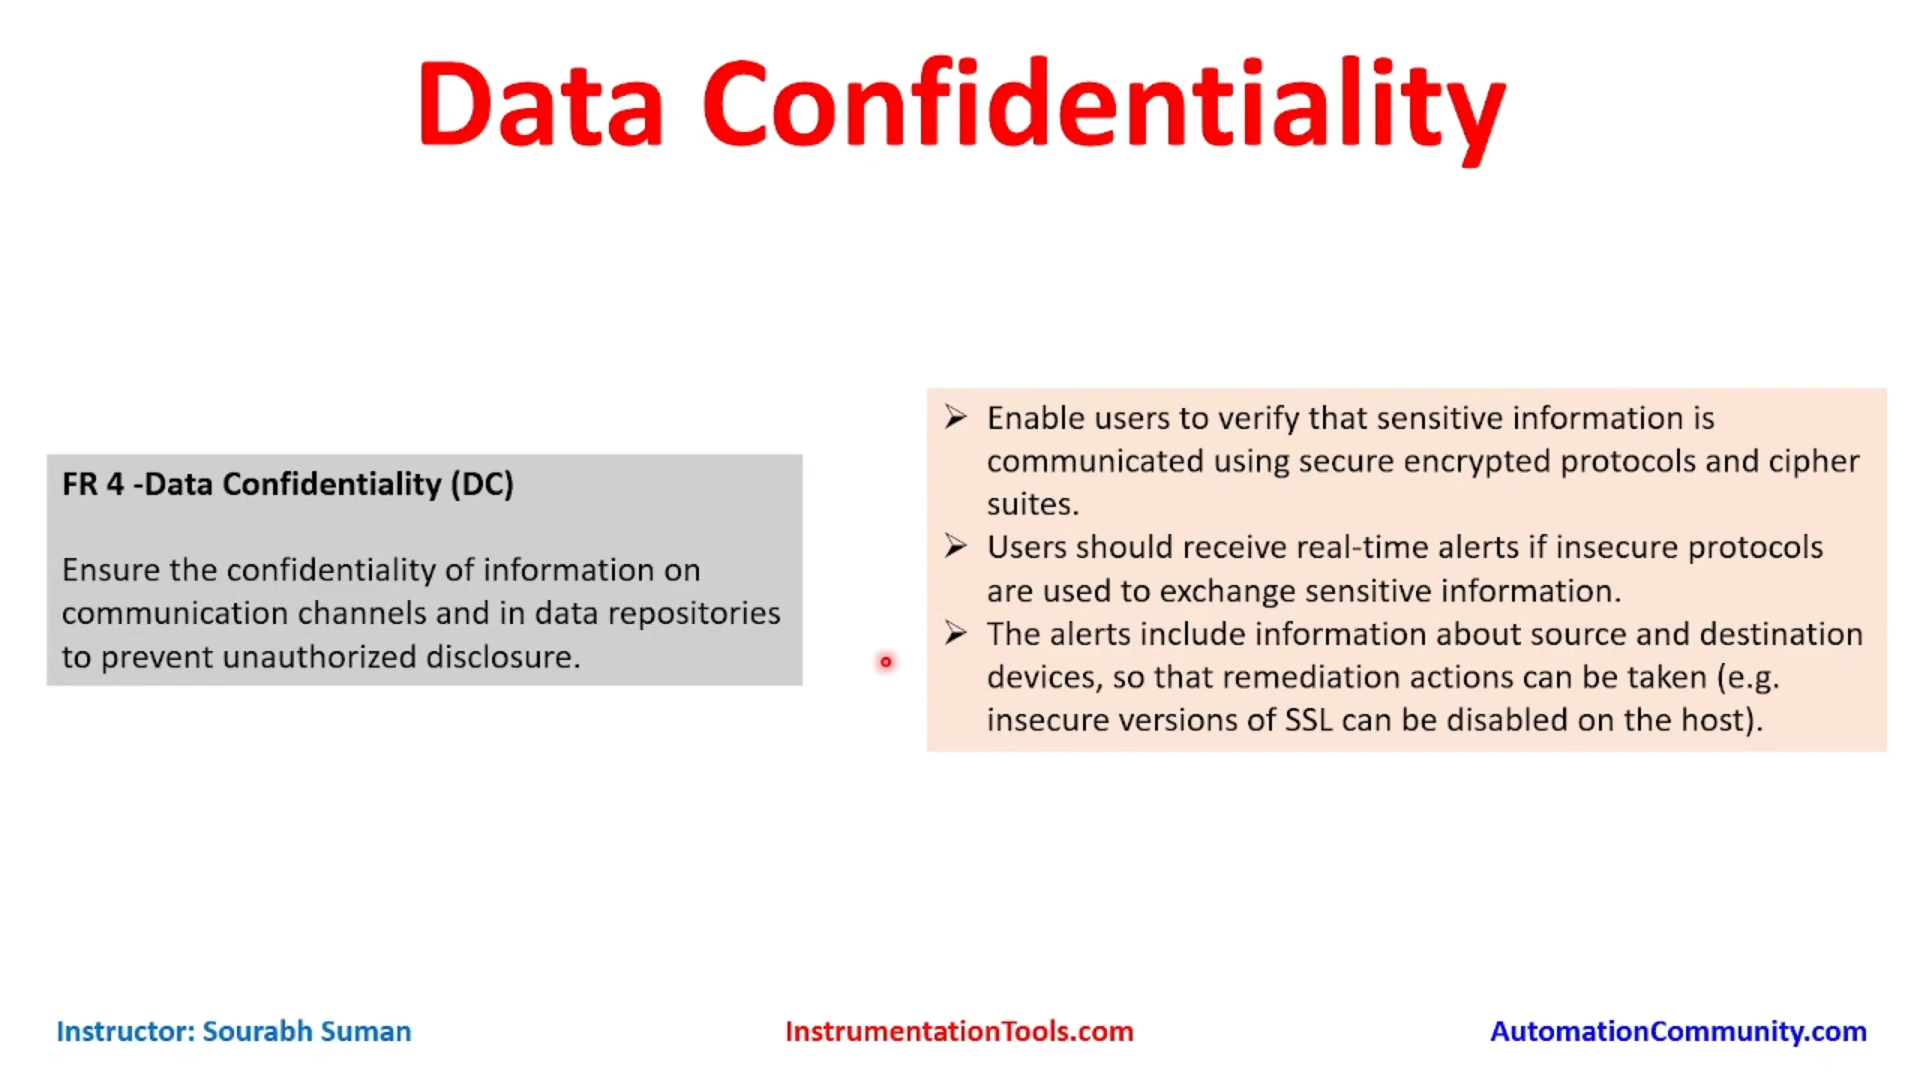 Data Confidentiality
FR 4 -Data Confidentiality (DC)
Ensure the confidentiality of information on
communication channels and in data repositories
to prevent unauthorized disclosure.
➢ Enable users to verify that sensitive information is
communicated using secure encrypted protocols and cipher
suites.
➢ Users should receive real-time alerts if insecure protocols
are used to exchange sensitive information.
➢ The alerts include information about source and destination
devices, so that remediation actions can be taken (e.g.
insecure versions of SSL can be disabled on the host).
Instructor: Sourabh Suman
InstrumentationTools.com
AutomationCommunity.com